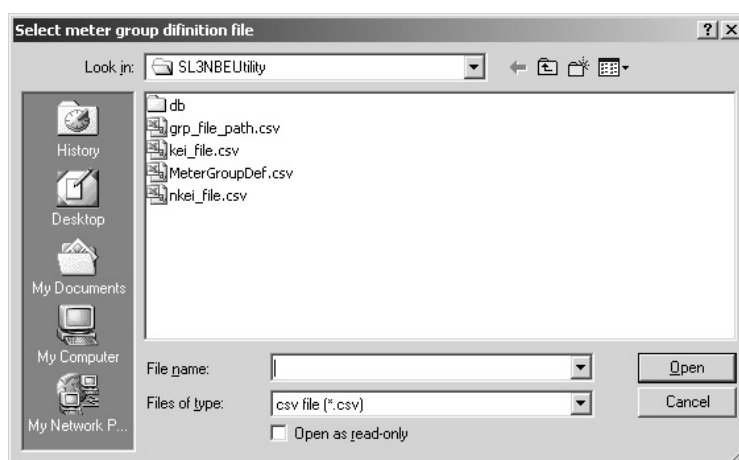 Select meter group difinition file
Look in: SL3NBEUtility
History
Desktop
My Documents
My Computer
My Network P...
db
grp_file_path.csv
kei_file.csv
MeterGroupDef.csv
nkei_file.csv
File name:
Open
Files of type: csv file (*.csv)
Cancel
Open as read-only